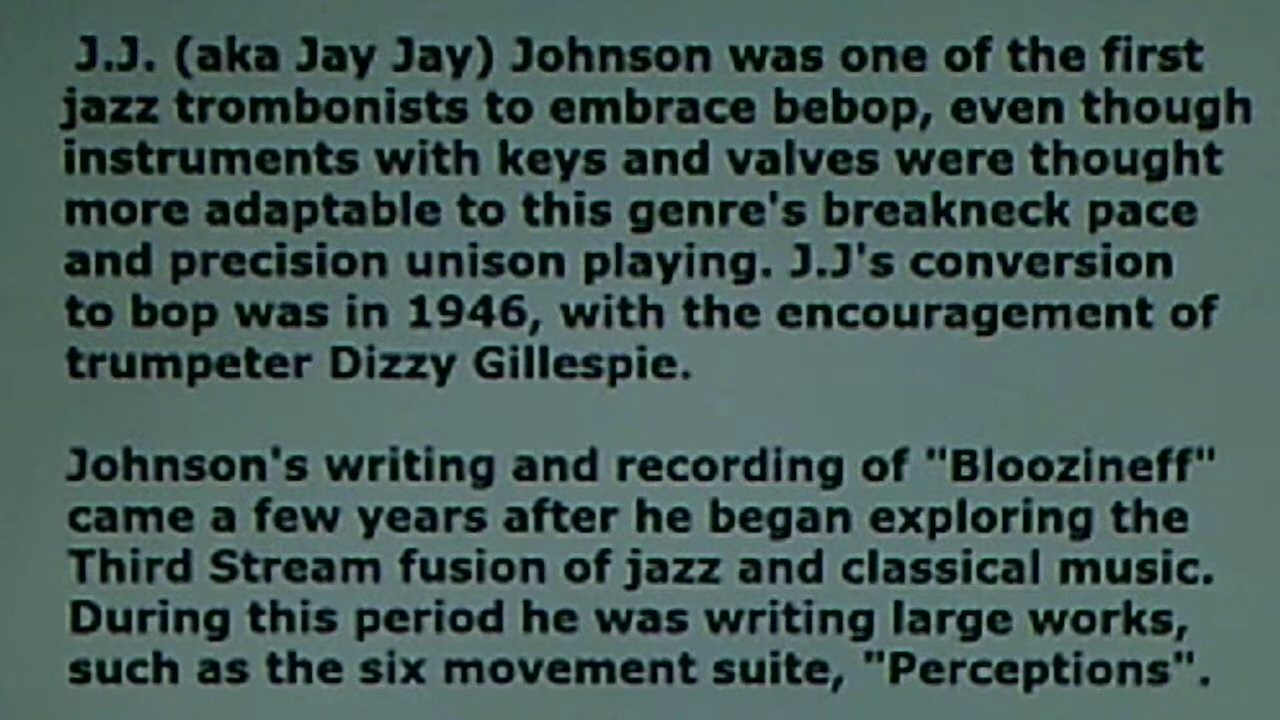 J.J. (aka Jay Jay) Johnson was one of the first
jazz trombonists to embrace bebop, even though
instruments with keys and valves were thought
more adaptable to this genre's breakneck pace
and precision unison playing. J.J's conversion
to bop was in 1946, with the encouragement of
trumpeter Dizzy Gillespie.
Johnson's writing and recording of "Bloozineff"
came a few years after he began exploring the
Third Stream fusion of jazz and classical music.
During this period he was writing large works,
such as the six movement suite, "Perceptions".